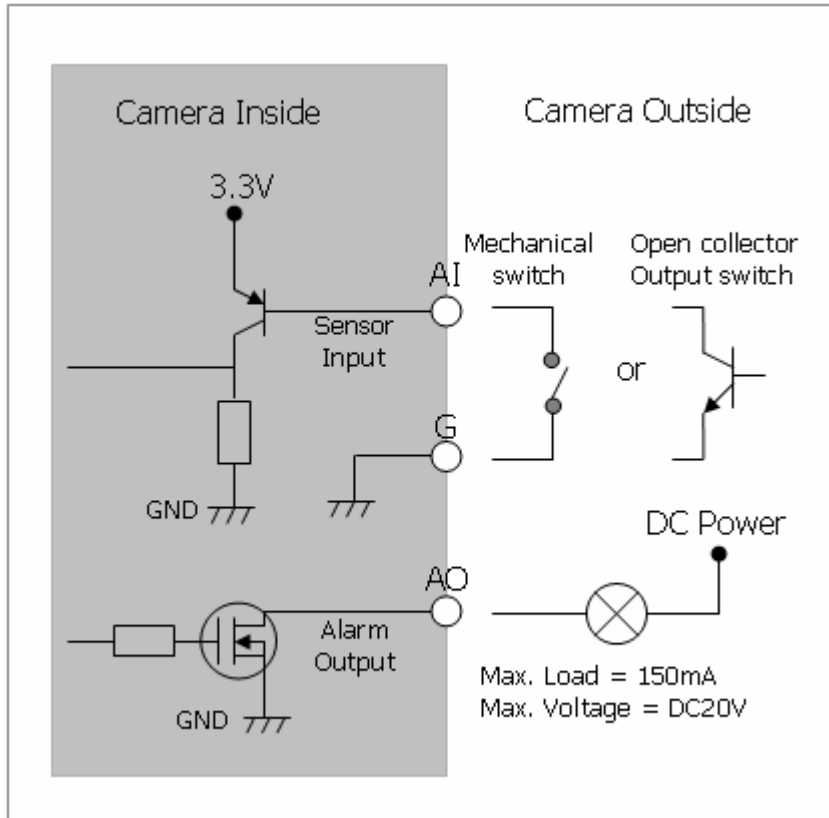 Camera Inside
Camera Outside
3.3V
AI
Sensor
Input
Mechanical
switch
or
Open collector
Output switch
G
GND
DC Power
AO
Alarm
Output
GND
Max. Load = 150mA
Max. Voltage = DC20V